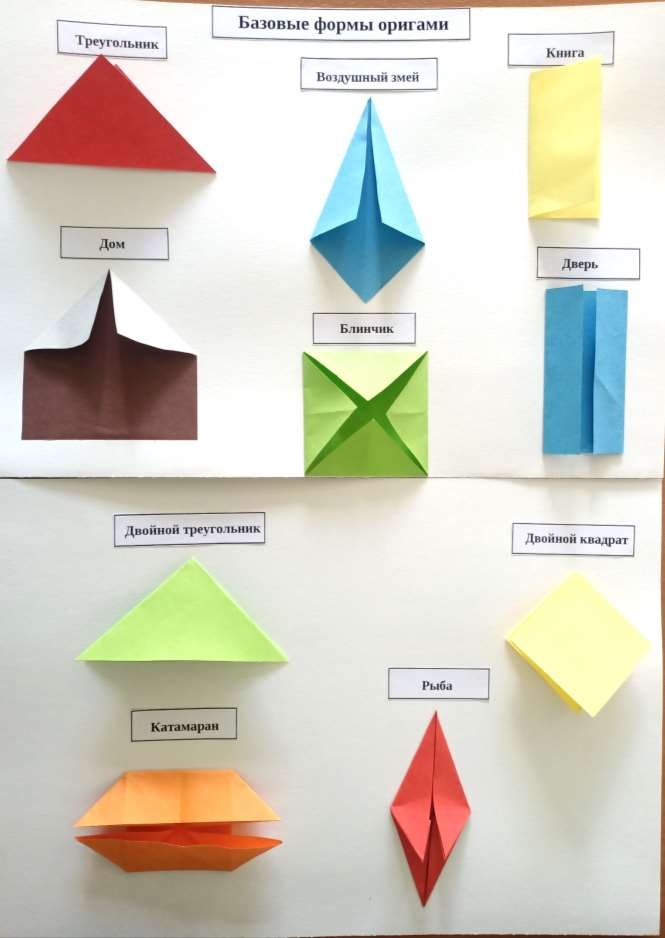 Базовые формы оригами
Треугольник
Воздушный змей
Книга
Дом
Дверь
Блинчик
Двойной треугольник
Двойной квадрат
Рыба
Катамаран